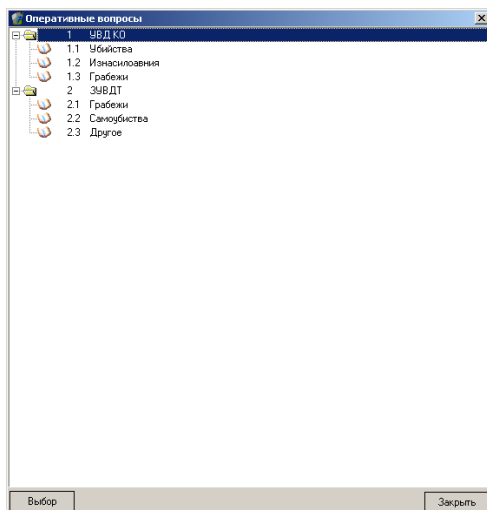 Оперативные вопросы
1 УВД КО
1.1 Убийства
1.2 Изнасилоавния
1.3 Грабежи
2 ЗУВДТ
2.1 Грабежи
2.2 Самоубиства
2.3 Другое
Выбор Закрыть